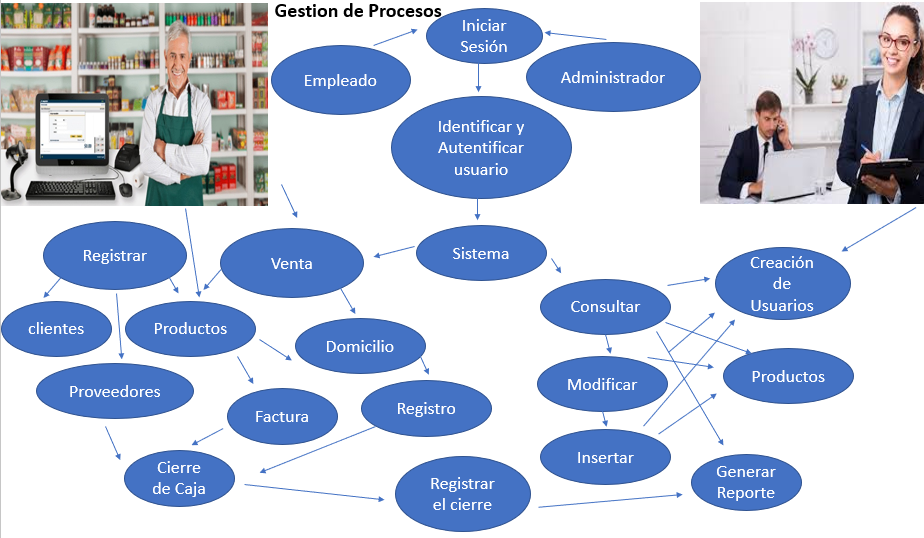 Gestion de Procesos
Iniciar
Sesión
Empleado
Administrador
Identificar y
Autentificar
usuario
Registrar
Venta
Sistema
Creación
de
Usuarios
Consultar
clientes
Productos
Domicilio
Modificar
Productos
Proveedores
Factura
Registro
Insertar
Cierre
de Caja
Registrar
el cierre
Generar
Reporte